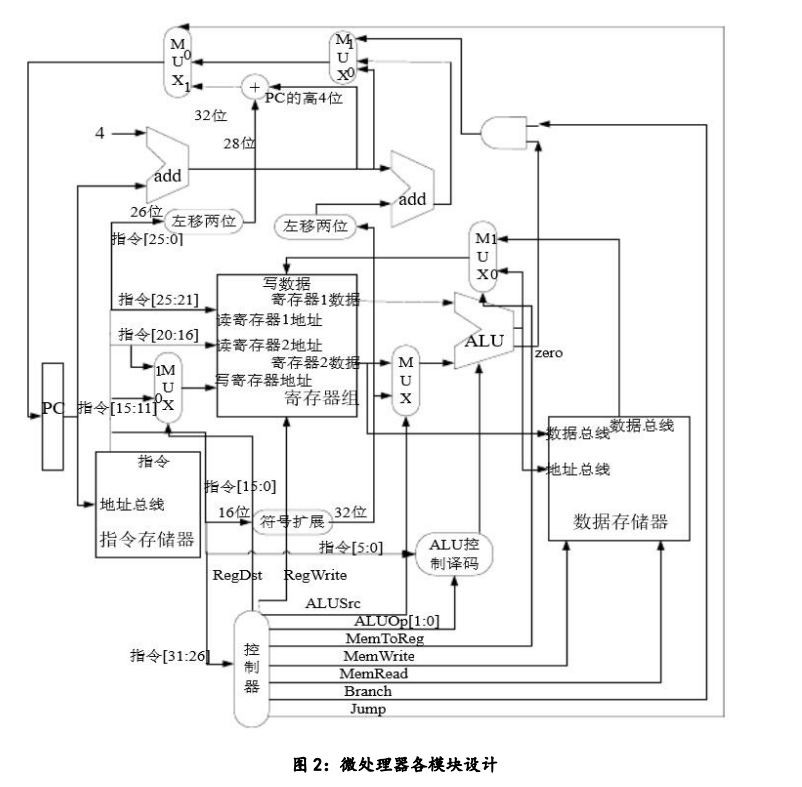 M
U
X
0
1
M
U
X
1
0
PC的高4位
32位
28位
4
add
add
26位
左移两位
左移两位
指令[25:0]
M
U
X
1
0
写数据
寄存器1数据
指令[25:21]
读寄存器1地址
指令[20:16]
读寄存器2地址
ALU
zero
寄存器2数据
1
0
M
U
X
写寄存器地址
M
U
X
寄存器组
PC
指令[15:11]
数据总线
数据总线
指令
地址总线
指令[15:0]
地址总线
16位
符号扩展
32位
数据存储器
指令存储器
指令[5:0]
ALU控
制译码
RegDst
RegWrite
ALUSrc
ALUOp[1:0]
MemToReg
控
制
器
指令[31:26]
MemWrite
MemRead
Branch
Jump
图 2：微处理器各模块设计